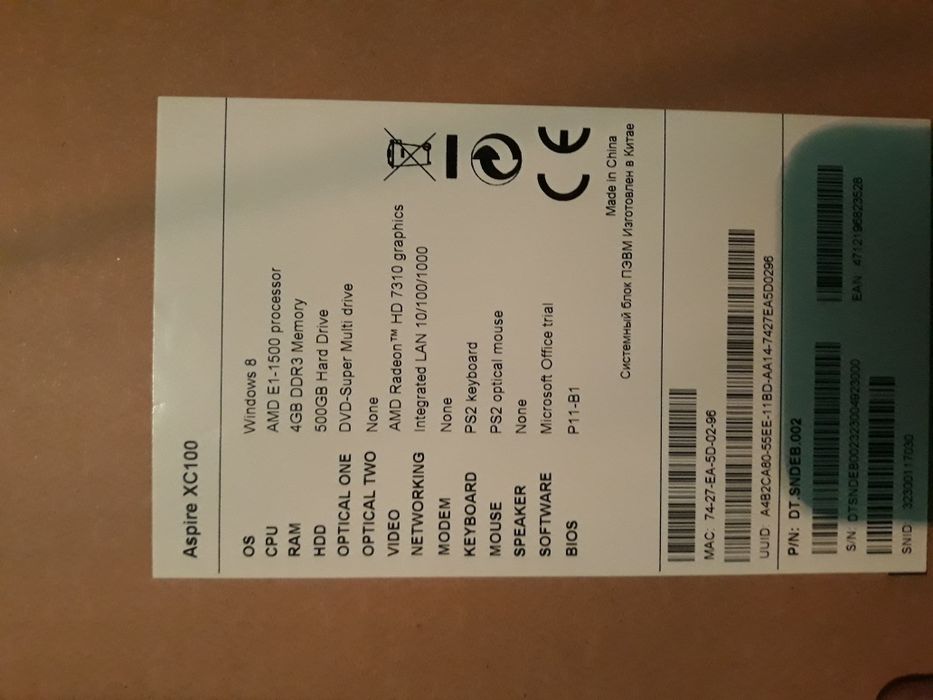 Aspire XC100
OS Windows 8
CPU AMD E1-1500 processor
RAM 4GB DDR3 Memory
HDD 500GB Hard Drive
OPTICAL ONE DVD-Super Multi drive
OPTICAL TWO None
VIDEO AMD Radeon™ HD 7310 graphics
NETWORKING Integrated LAN 10/100/1000
MODEM None
KEYBOARD PS2 keyboard
MOUSE PS2 optical mouse
SPEAKER None
SOFTWARE Microsoft Office trial
BIOS P11-B1
CE
Made in China
Системный блок ПЭВМ Изготовлен в Китае
MAC: 74-27-EA-5D-02-96
UUID: A4B2CA80-55EE-11BD-AA14-7427EA5D0296
P/N: DT.SNDEB.002
S/N: DTSNDEB002323004923000
EAN 4712196823528
SNID: 32300117030